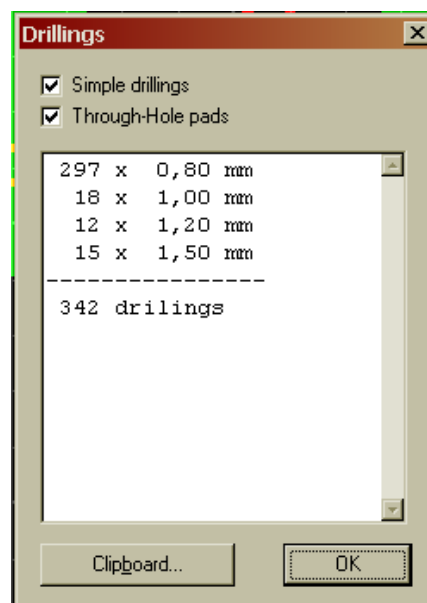 Drillings
Simple drillings
Through-Hole pads
297 x 0,80 mm
18 x 1,00 mm
12 x 1,20 mm
15 x 1,50 mm
-----------------
342 drilings
Clipboard...
OK